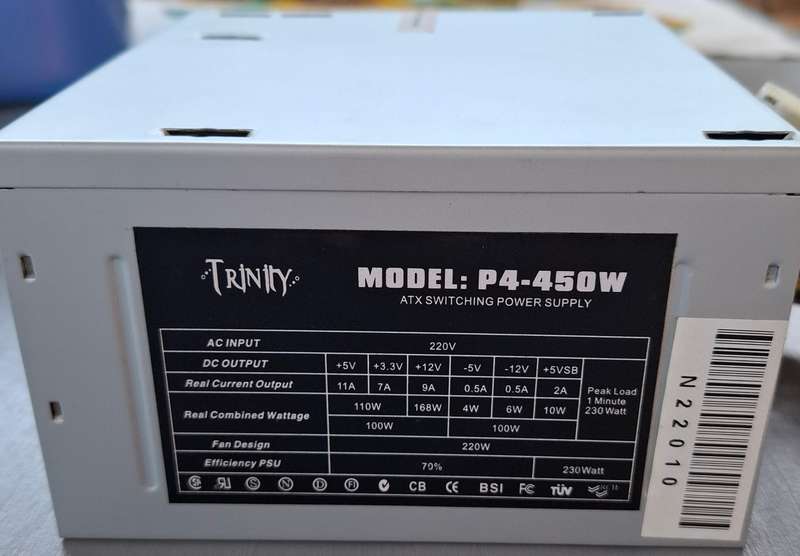 TRINITY
MODEL: P4-450W
ATX SWITCHING POWER SUPPLY
AC INPUT 220V
DC OUTPUT +5V +3.3V +12V -5V -12V +5VSB Peak Load
Real Current Output 11A 7A 9A 0.5A 0.5A 2A 1 Minute
Real Combined Wattage 110W 168W 4W 6W 10W 230 Watt
100W 100W
Fan Design 220W
Efficiency PSU 70% 230Watt
S N D FI CB CE BSI FC TÜV
N22010